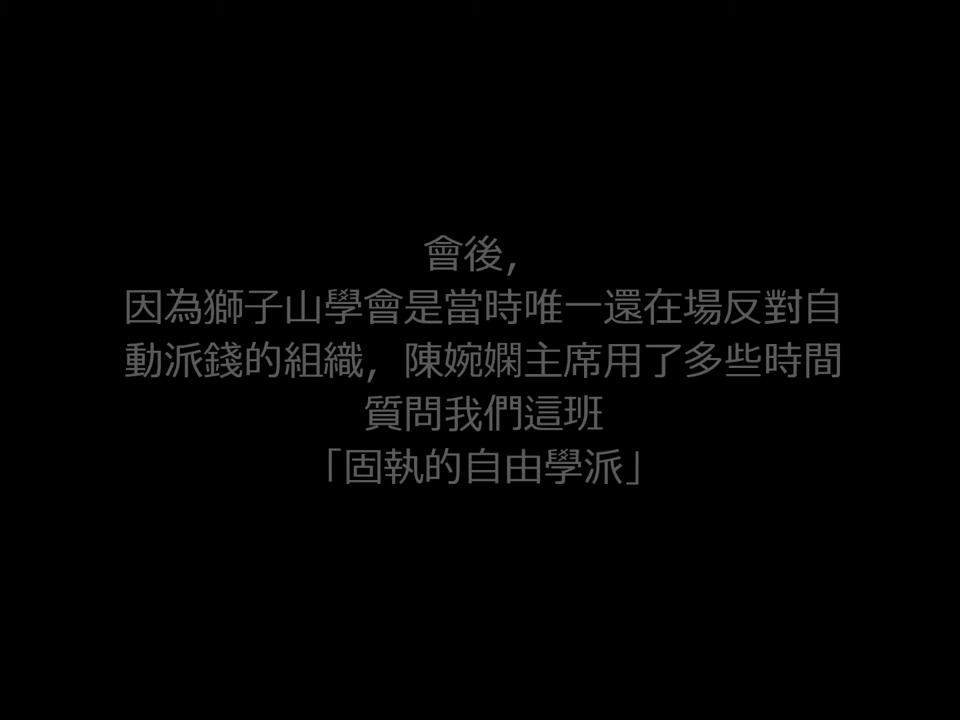 會後，
因為獅子山學會是當時唯一還在場反對自
動派錢的組織，陳婉嫻主席用了多些時間
質問我們這班
「固執的自由學派」